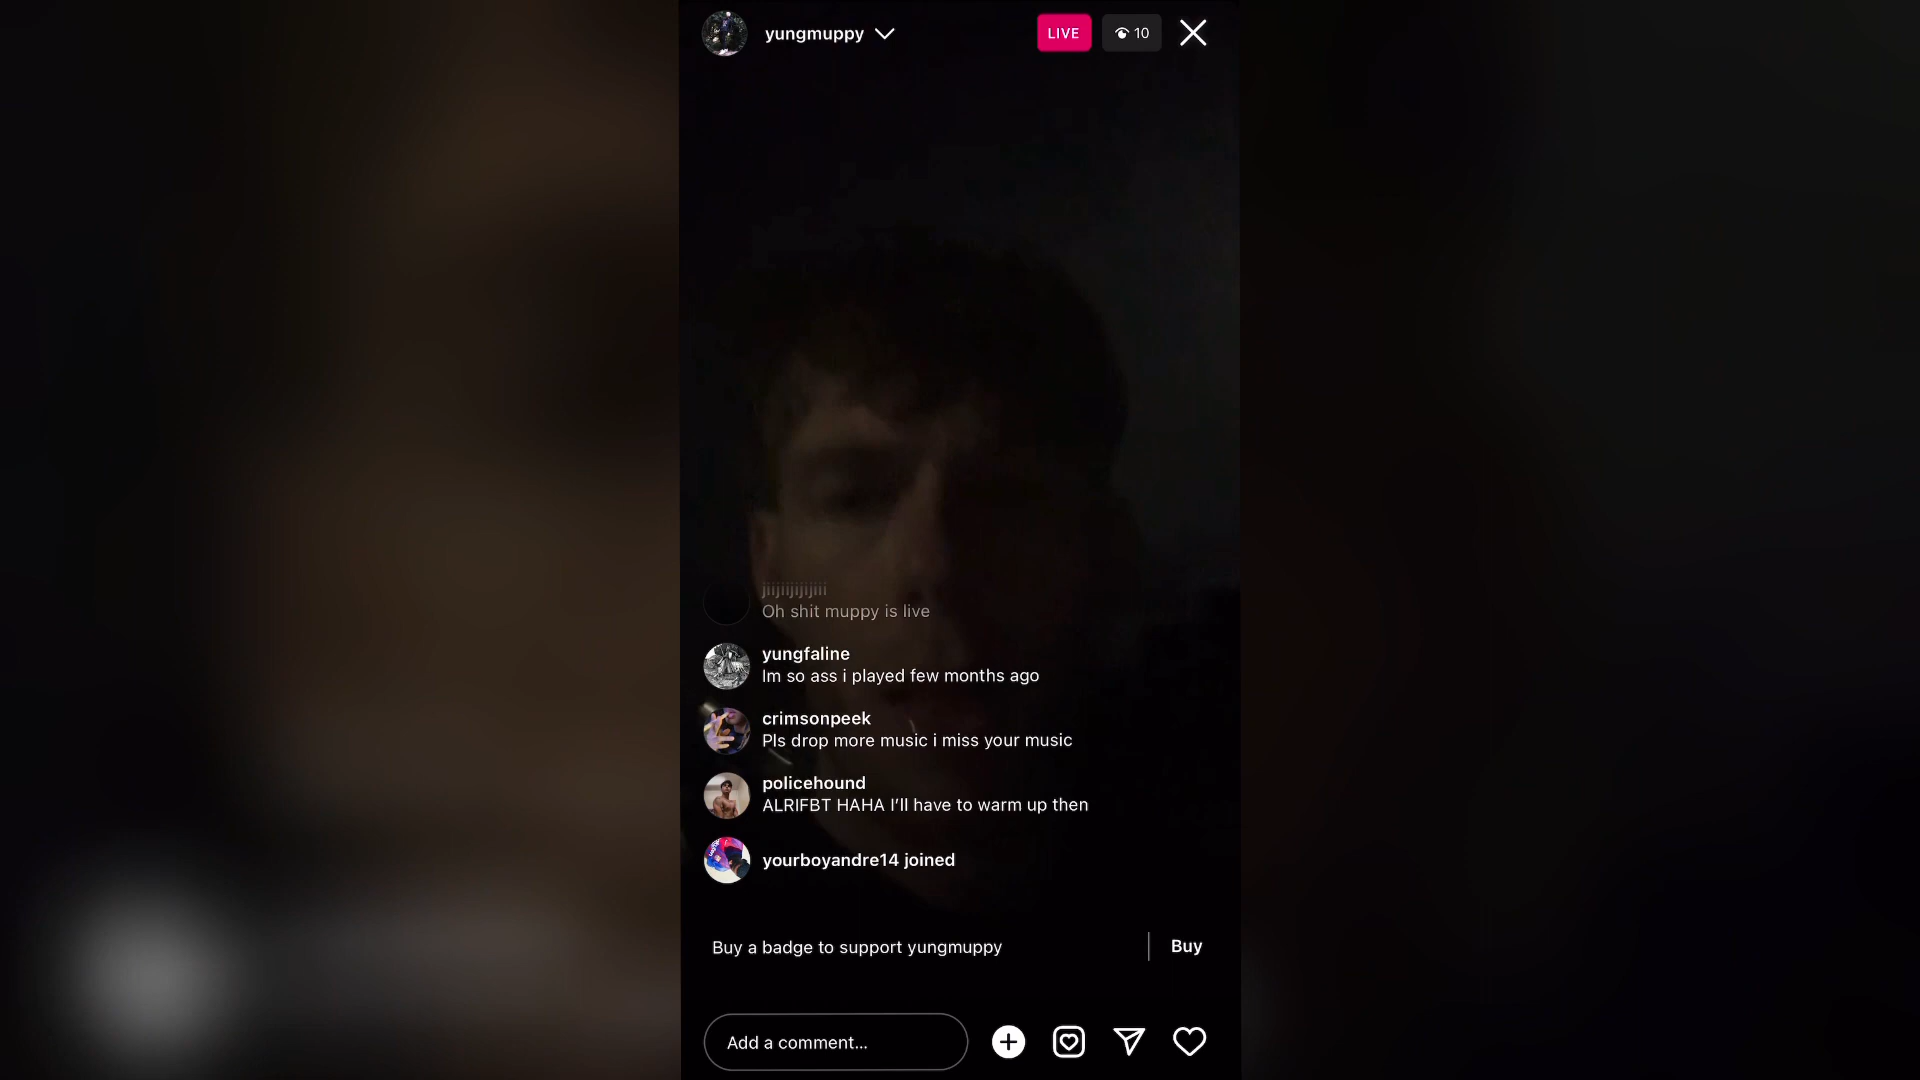 yungmuppy
LIVE
10
jiijiijijijiii
Oh shit muppy is live
yungfaline
Im so ass i played few months ago
crimsonpeek
Pls drop more music i miss your music
policehound
ALRIFBT HAHA I’ll have to warm up then
yourboyandre14 joined
Buy a badge to support yungmuppy
Buy
Add a comment...